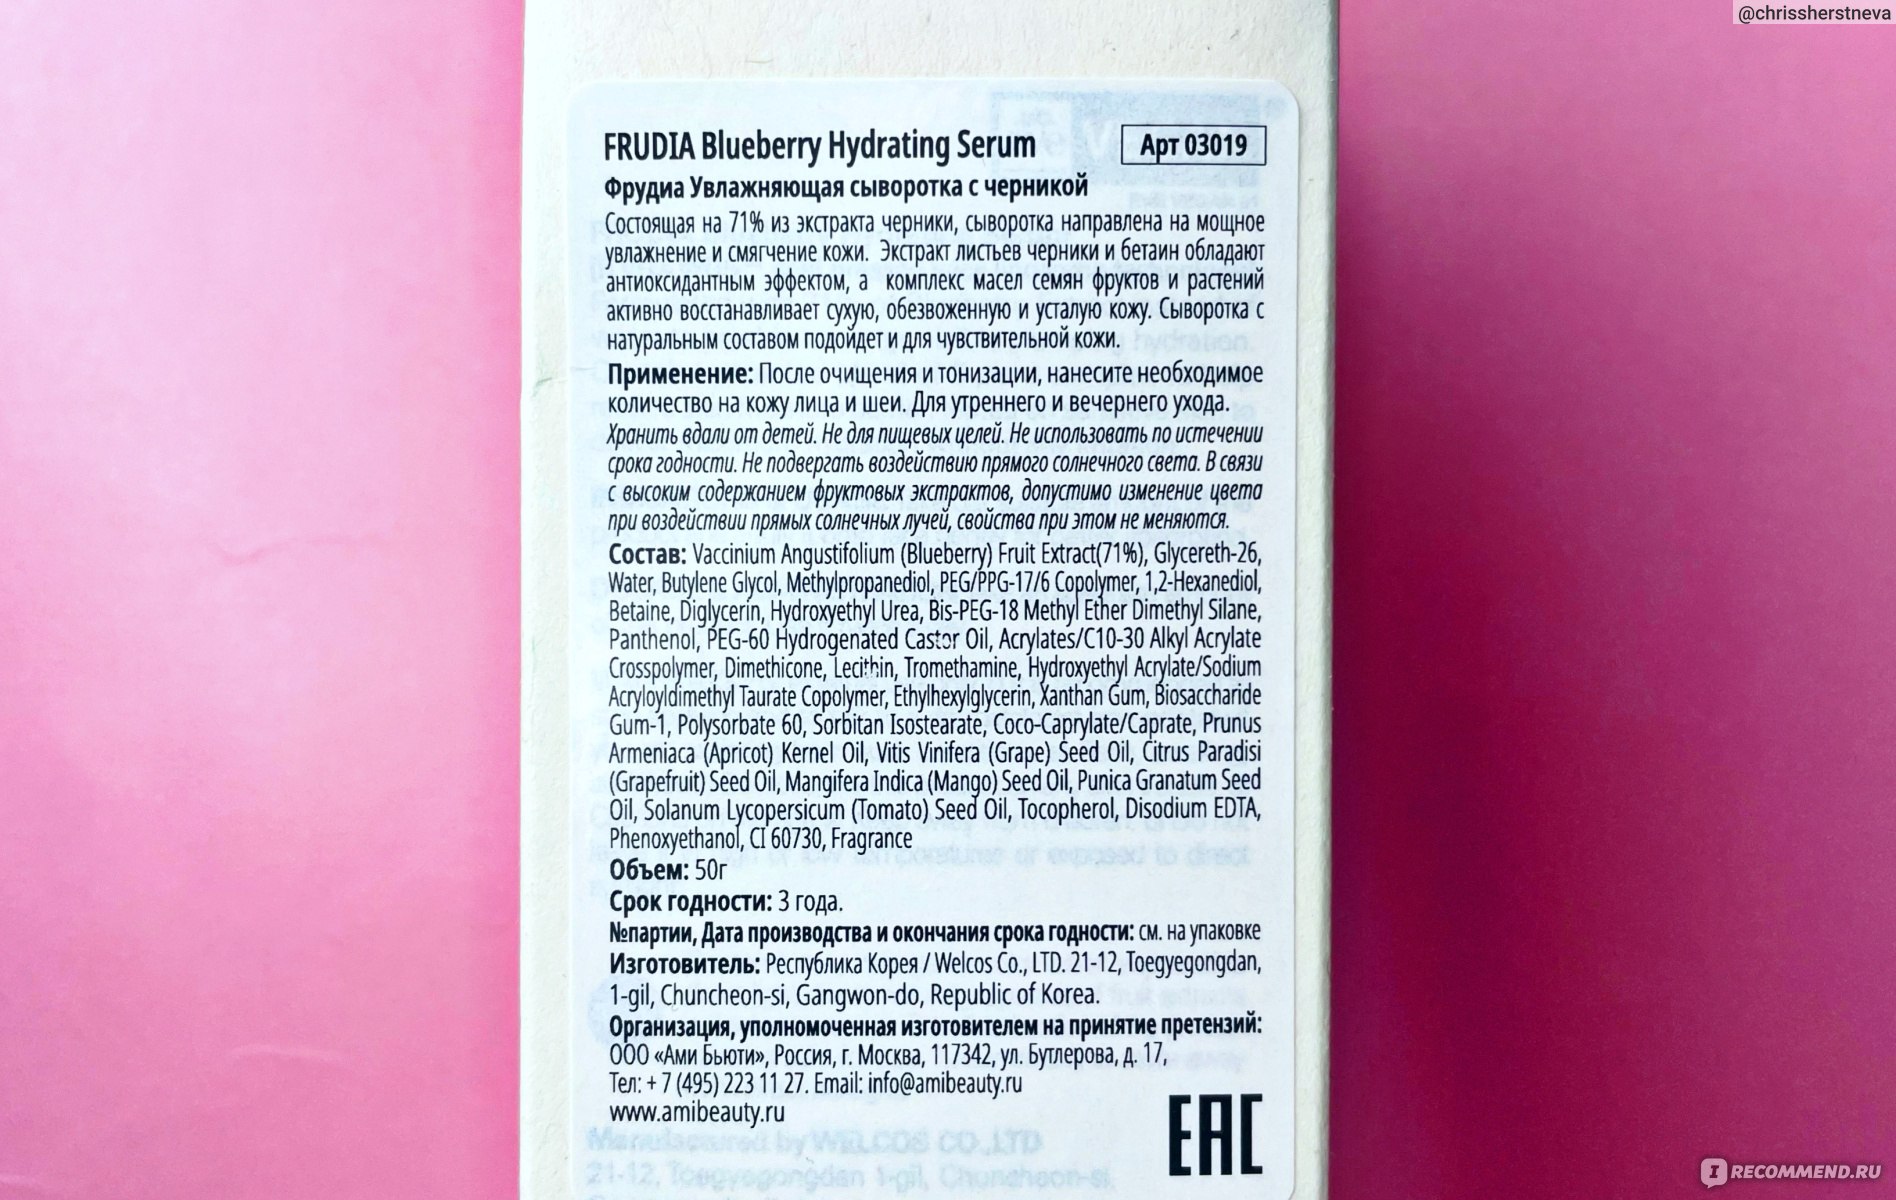 @chrissherstneva
FRUDIA Blueberry Hydrating Serum
Арт 03019
Фрудиа Увлажняющая сыворотка с черникой
Состоящая на 71% из экстракта черники, сыворотка направлена на мощное
увлажнение и смягчение кожи. Экстракт листьев черники и бетаин обладают
антиоксидантным эффектом, а комплекс масел семян фруктов и растений
активно восстанавливает сухую, обезвоженную и усталую кожу. Сыворотка с
натуральным составом подойдет и для чувствительной кожи.
Применение: После очищения и тонизации, нанесите необходимое
количество на кожу лица и шеи. Для утреннего и вечернего ухода.
Хранить вдали от детей. Не для пищевых целей. Не использовать по истечении
срока годности. Не подвергать воздействию прямого солнечного света. В связи
с высоким содержанием фруктовых экстрактов, допустимо изменение цвета
при воздействии прямых солнечных лучей, свойства при этом не меняются.
Состав: Vaccinium Angustifolium (Blueberry) Fruit Extract(71%), Glycereth-26,
Water, Butylene Glycol, Methylpropanediol, PEG/PPG-17/6 Copolymer, 1,2-Hexanediol,
Betaine, Diglycerin, Hydroxyethyl Urea, Bis-PEG-18 Methyl Ether Dimethyl Silane,
Panthenol, PEG-60 Hydrogenated Castor Oil, Acrylates/C10-30 Alkyl Acrylate
Crosspolymer, Dimethicone, Lecithin, Tromethamine, Hydroxyethyl Acrylate/Sodium
Acryloyldimethyl Taurate Copolymer, Ethylhexylglycerin, Xanthan Gum, Biosaccharide
Gum-1, Polysorbate 60, Sorbitan Isostearate, Coco-Caprylate/Caprate, Prunus
Armeniaca (Apricot) Kernel Oil, Vitis Vinifera (Grape) Seed Oil, Citrus Paradisi
(Grapefruit) Seed Oil, Mangifera Indica (Mango) Seed Oil, Punica Granatum Seed
Oil, Solanum Lycopersicum (Tomato) Seed Oil, Tocopherol, Disodium EDTA,
Phenoxyethanol, CI 60730, Fragrance
Объем: 50г
Срок годности: 3 года.
№партии, Дата производства и окончания срока годности: см. на упаковке
Изготовитель: Республика Корея / Welcos Co., LTD. 21-12, Toegyegongdan,
1-gil, Chuncheon-si, Gangwon-do, Republic of Korea.
Организация, уполномоченная изготовителем на принятие претензий:
ООО «Ами Бьюти», Россия, г. Москва, 117342, ул. Бутлерова, д. 17,
Тел: + 7 (495) 223 11 27. Email: info@amibeauty.ru
www.amibeauty.ru
EAC
Manufactured by WELCOS CO.,LTD
21-12, Toegyegongdan 1-gil, Chuncheon-si,
IRECOMMEND.RU